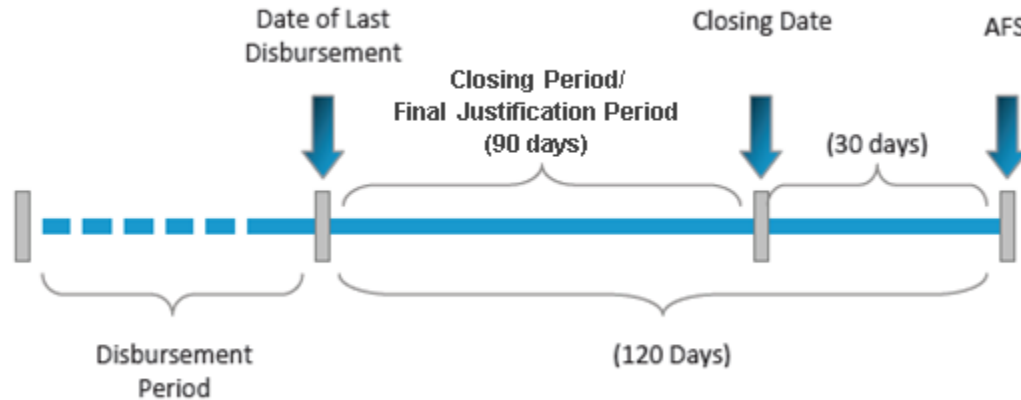 Date of Last
Disbursement
Closing Date
AFS
Closing Period/
Final Justification Period
(90 days)
(30 days)
Disbursement
Period
(120 Days)